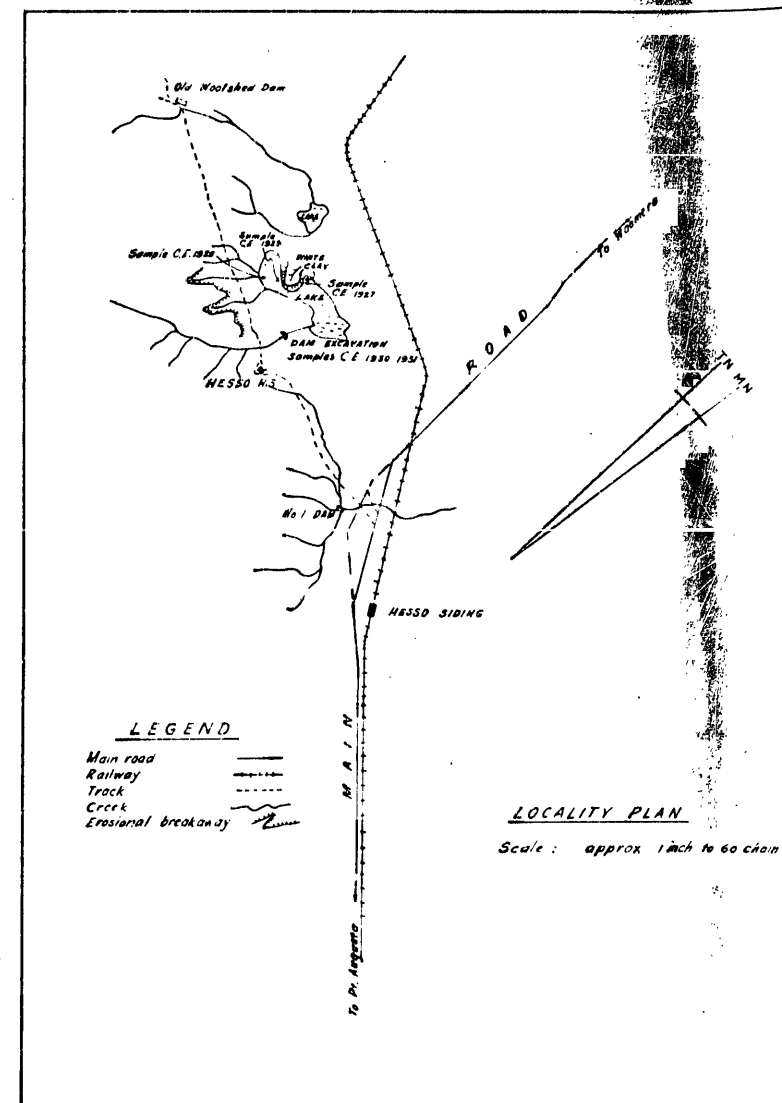 Old Woolshed Dam
To Woomera
LAKE
Sample
C.E 1929
Sample C.E. 1928
WHITE
CLAY
Sample
C.E 1927
LAKE
ROAD
DAM EXCAVATION
Samples C.E 1930 1931
TN MN
HESSO H.S.
No 1 DAM
HESSO SIDING
LEGEND
Main road
Railway
Track
Creek
Erosional breakaway
MAIN
LOCALITY PLAN
Scale : approx 1 inch to 60 chain
To Pt. Augusta